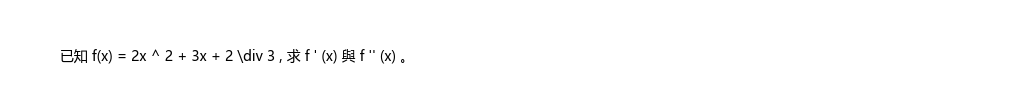 已知 f(x) = 2x ^ 2 + 3x + 2 \div 3 , 求 f ' (x) 與 f '' (x) 。